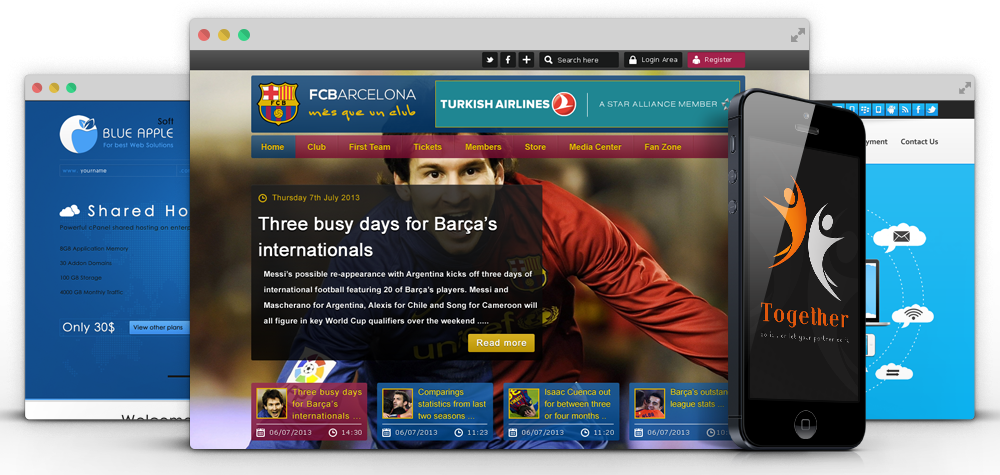 Search here
Login Area
Register
FCBARCELONA
més que un club
FCB
TURKISH AIRLINES
A STAR ALLIANCE MEMBER
Home
Club
First Team
Tickets
Members
Store
Media Center
Fan Zone
Thursday 7th July 2013
Three busy days for Barça's
internationals
Messi's possible re-appearance with Argentina kicks off three days of
international football featuring 20 of Barça's players. Messi and
Mascherano for Argentina, Alexis for Chile and Song for Cameroon will
all figure in key World Cup qualifiers over the weekend .....
Read more
Three busy days
for Barça's
internationals ...
06/07/2013
14:30
Comparings
statistics from last
two seasons ...
06/07/2013
11:23
Isaac Cuenca out
for between three
or four months ...
06/07/2013
11:20
Barça's outstan
league stats ...
06/07/2013
Soft
BLUE APPLE
For best Web Solutions
www.
yourname
Shared Ho
Powerful cPanel shared hosting on enter
8GB Application Memory
30 Addon Domains
100 GB Storage
4000 GB Monthly Traffic
Only 30$
View other plans
Welcome
yment
Contact Us
Together